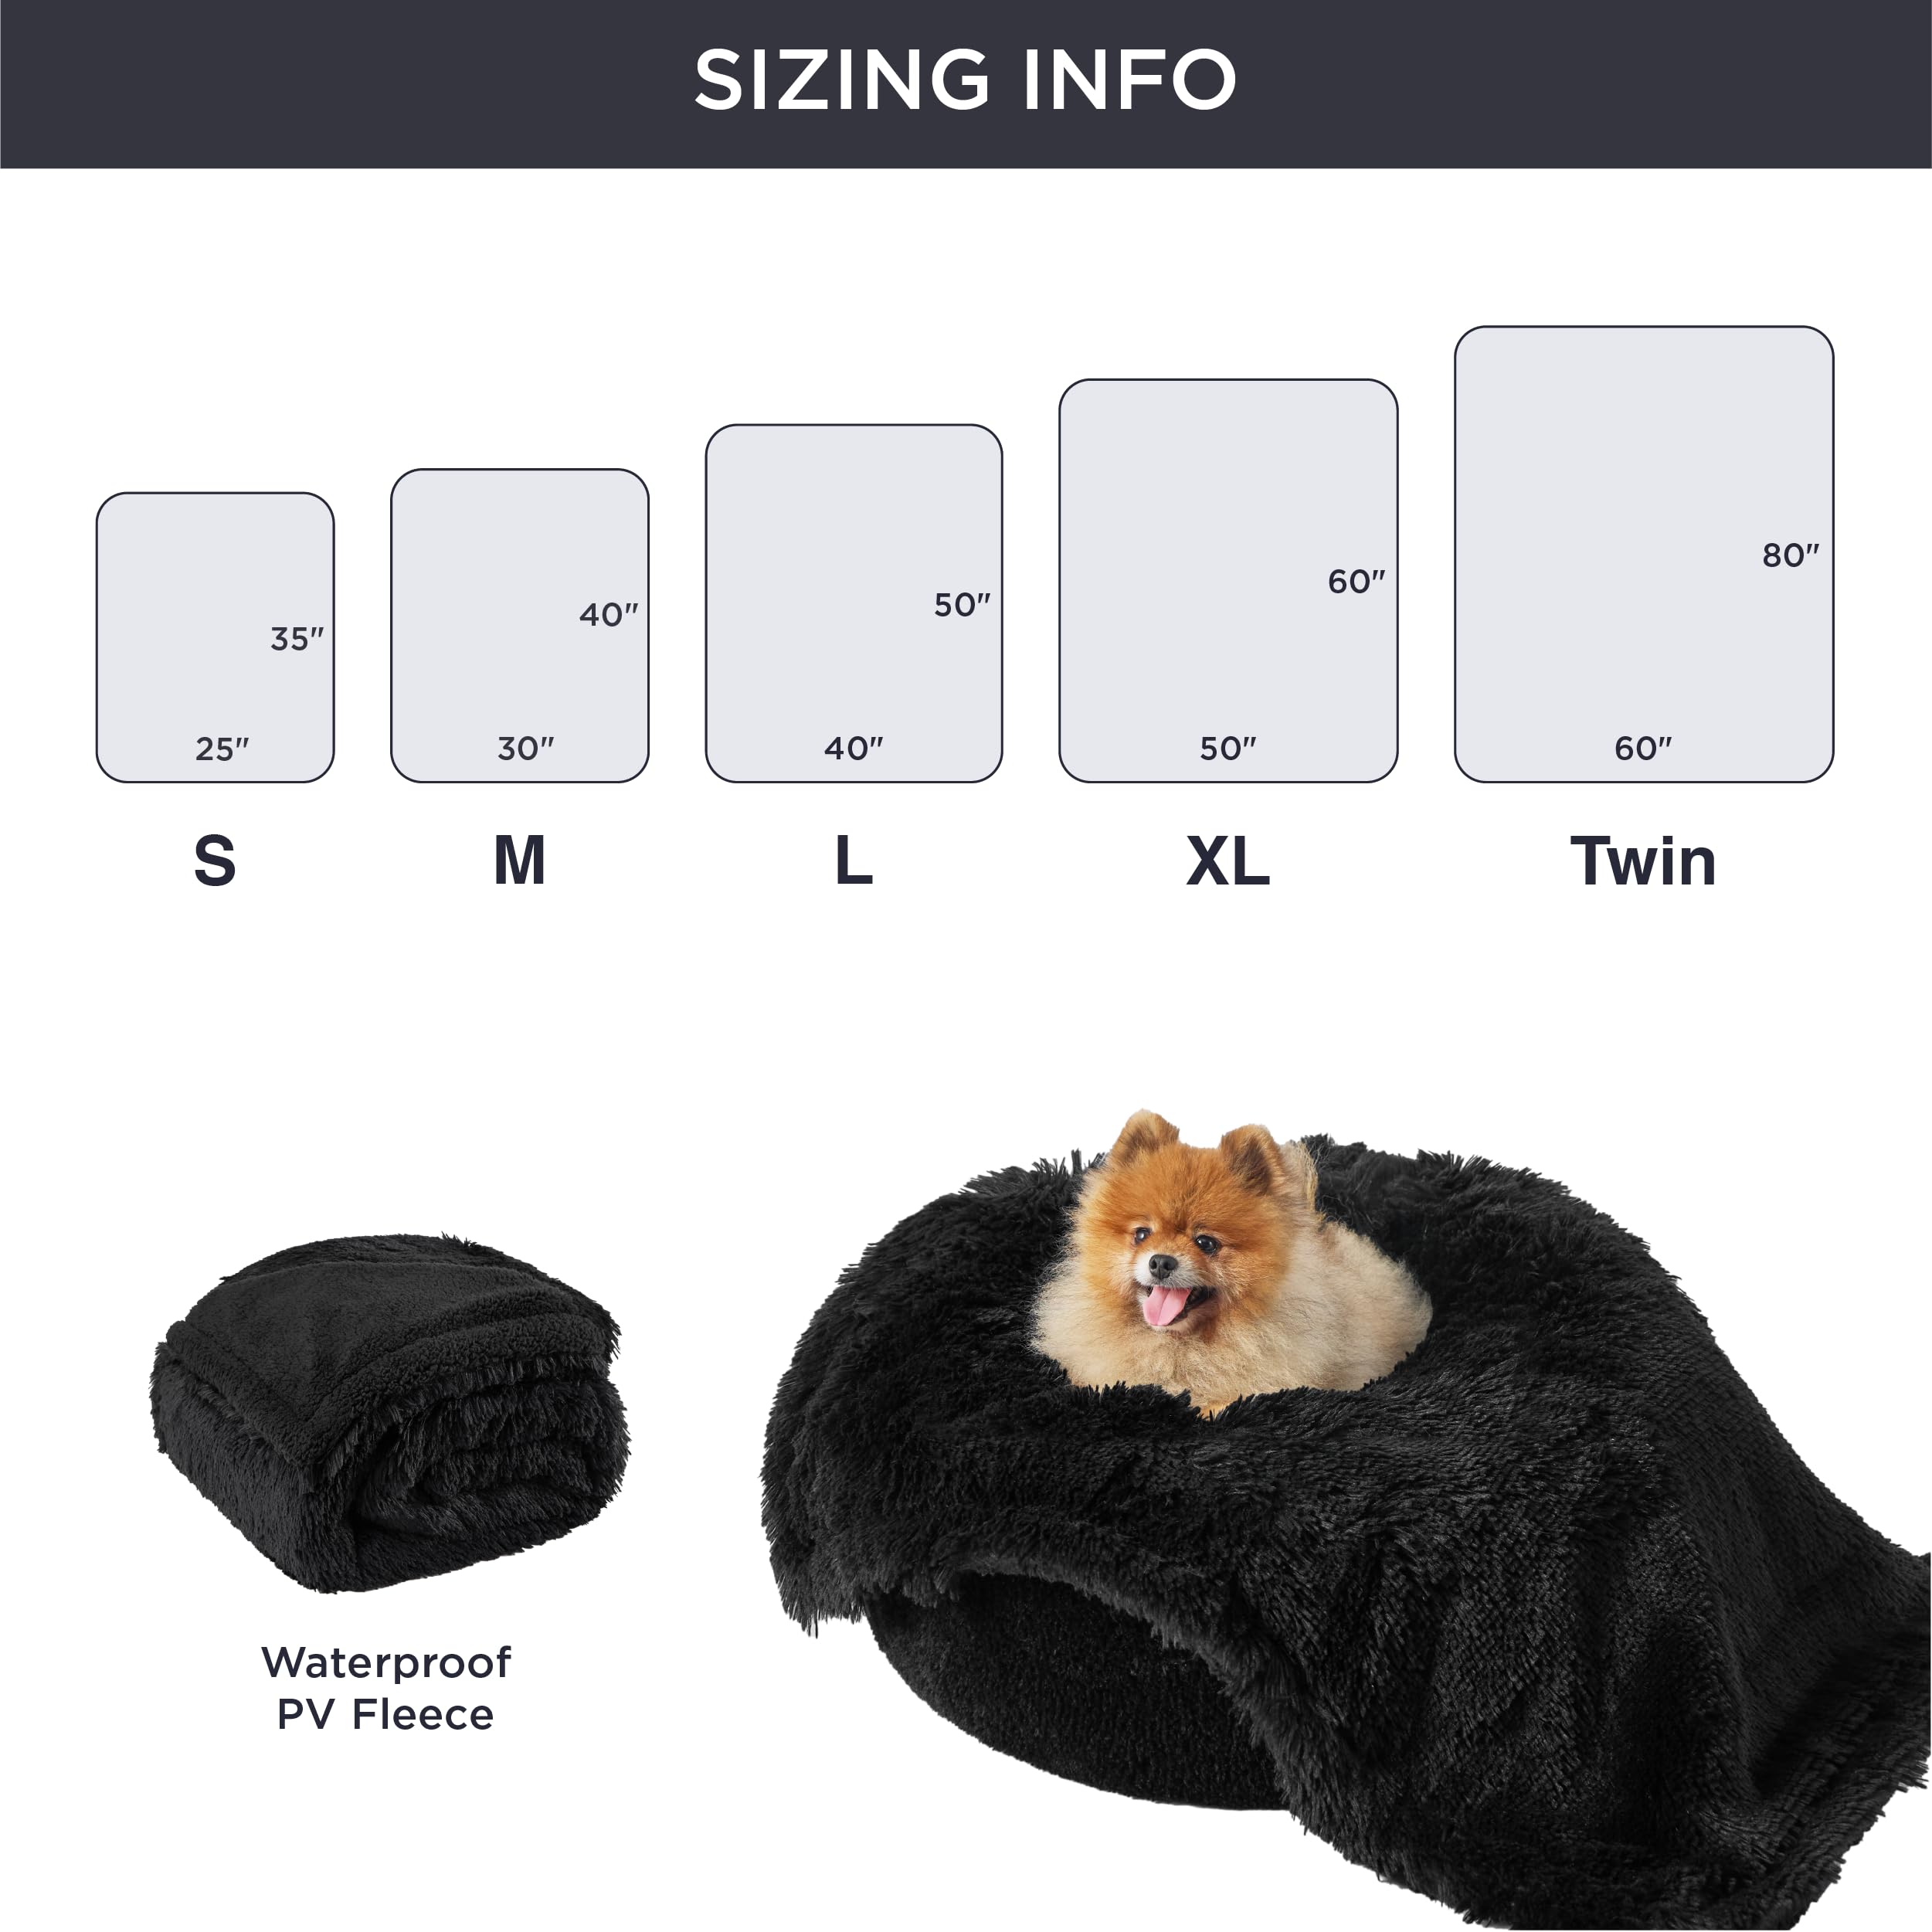 SIZING INFO
35" 40" 50" 60" 80"
25" 30" 40" 50" 60"
S M L XL Twin
Waterproof
PV Fleece